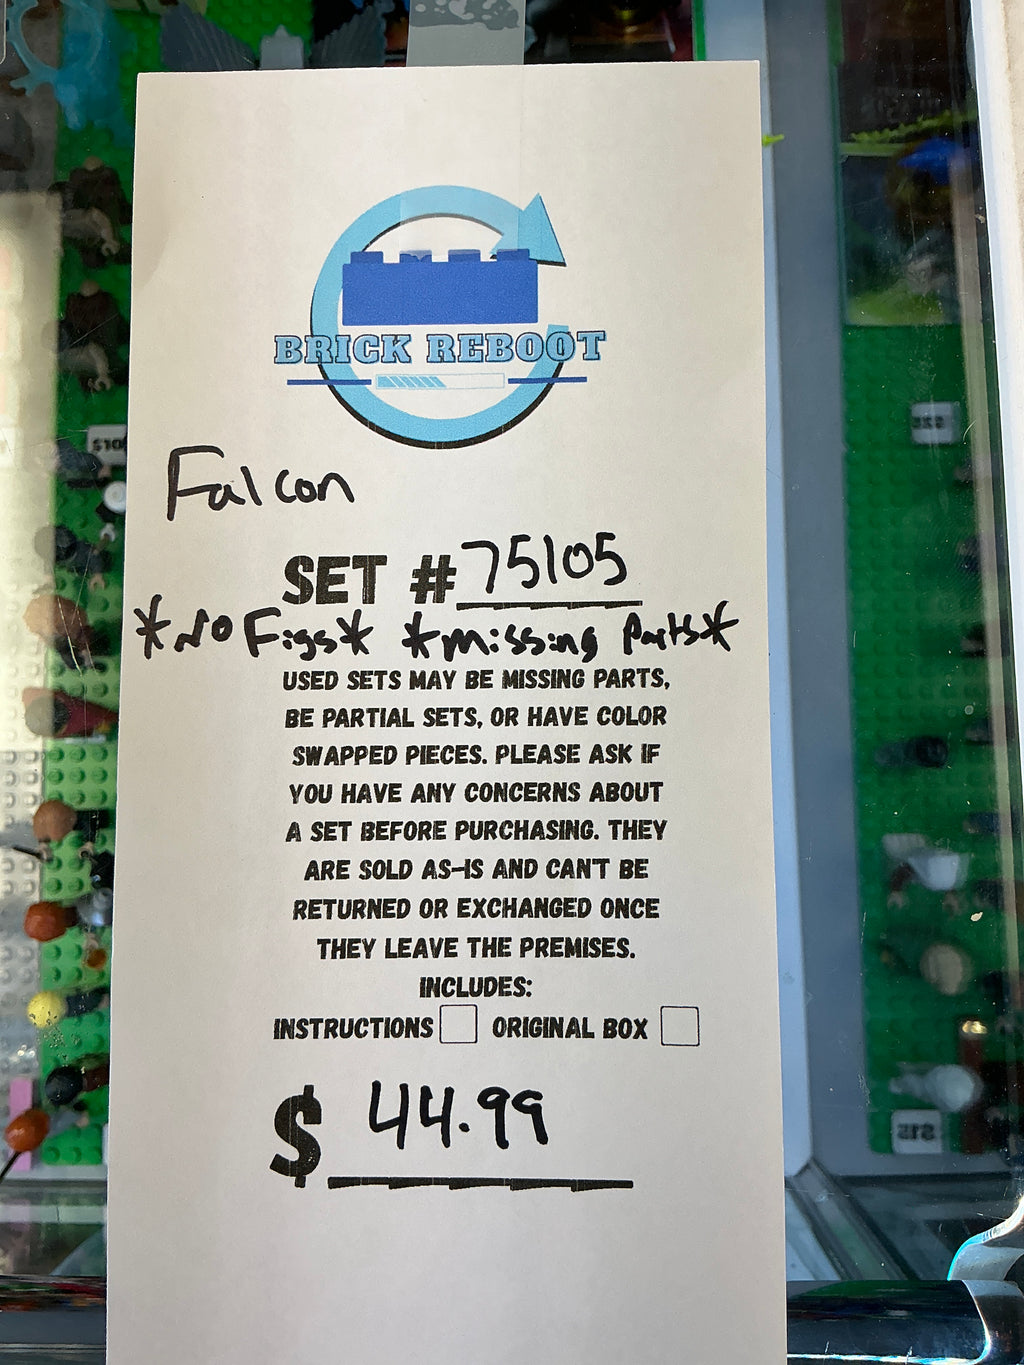 BRICK REBOOT
Falcon
SET # 75105
*No Figs* *missing Parts*
USED SETS MAY BE MISSING PARTS,
BE PARTIAL SETS, OR HAVE COLOR
SWAPPED PIECES. PLEASE ASK IF
YOU HAVE ANY CONCERNS ABOUT
A SET BEFORE PURCHASING. THEY
ARE SOLD AS-IS AND CAN'T BE
RETURNED OR EXCHANGED ONCE
THEY LEAVE THE PREMISES.
INCLUDES:
INSTRUCTIONS ORIGINAL BOX
$ 44.99